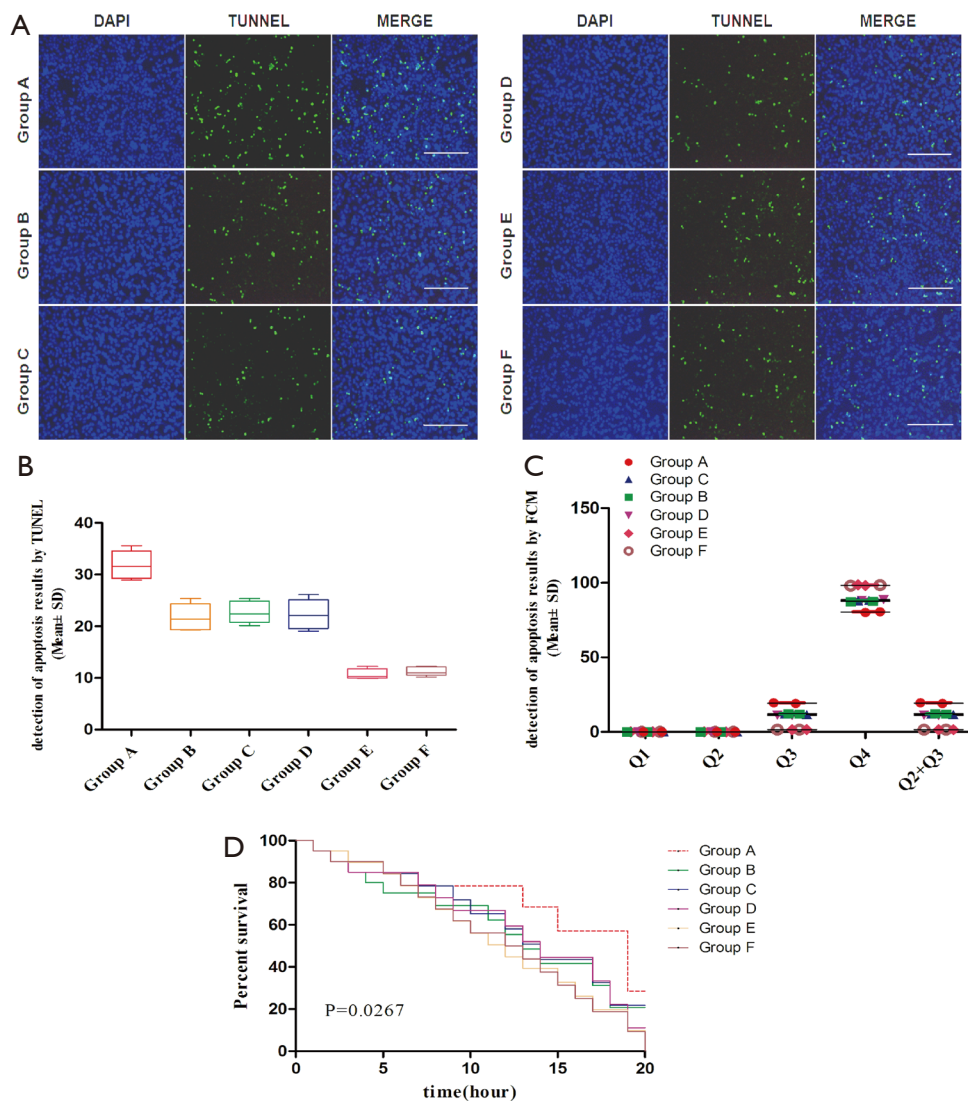 A
DAPI TUNNEL MERGE
DAPI TUNNEL MERGE
Group A
Group B
Group C
Group D
Group E
Group F
B
detection of apoptosis results by TUNEL
(Mean± SD)
40
30
20
10
0
Group A
Group B
Group C
Group D
Group E
Group F
C
Group A
Group C
Group B
Group D
Group E
Group F
detection of apoptosis results by FCM
(Mean± SD)
150
100
50
0
Q1
Q2
Q3
Q4
Q2+Q3
D
Percent survival
100
80
60
40
20
0
P=0.0267
0 5 10 15 20
time(hour)
Group A
Group B
Group C
Group D
Group E
Group F